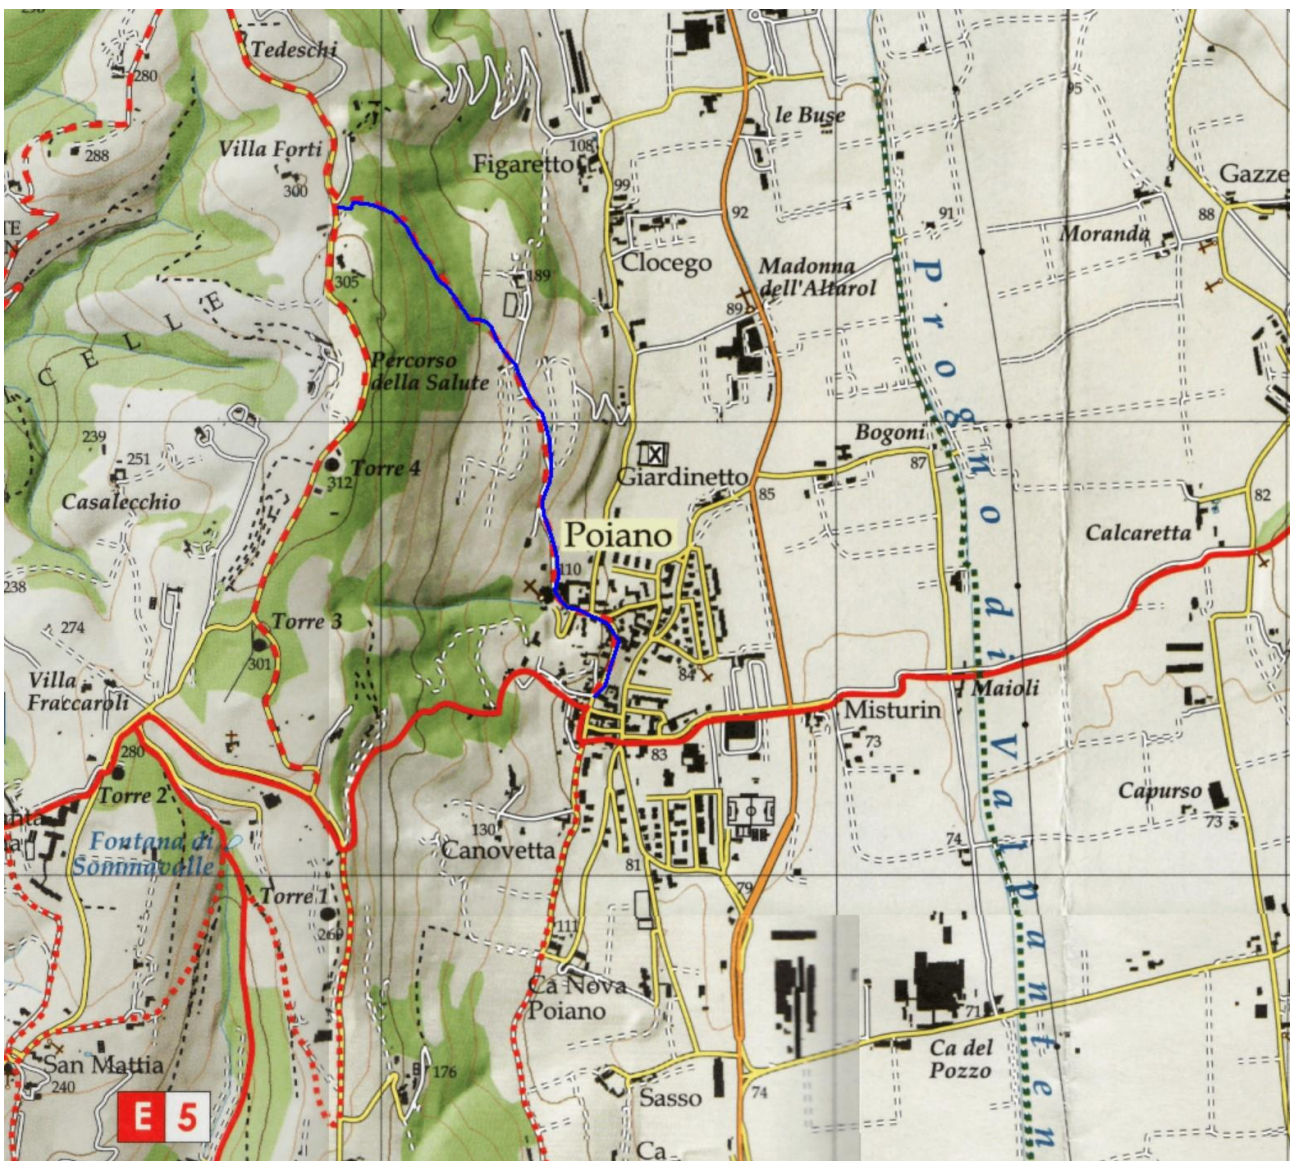 Tedeschi
280
95
le Buse
Villa Forti
108
288
Figaretto
300
99
Gazze
92
91
88
Moranda
Clocego
Madonna
dell'Altarol
305
189
89
CELLE
Percorso
della Salute
239
251
Bogoni
87
Torre 4
Giardinetto
312
85
82
Casalecchio
Poiano
Calcaretta
110
238
Torre 3
274
301
84
Villa
Fraccaroli
Maioli
Misturin
280
83
73
Torre 2
Capurso
73
Fontana di
Sommavalle
130
Canovetta
74
81
79
Torre 1
269
111
Ca Nova
Poiano
71
San Mattia
240
176
Ca del
Pozzo
74
Sasso
E 5
Ca
Progno di Valpanten